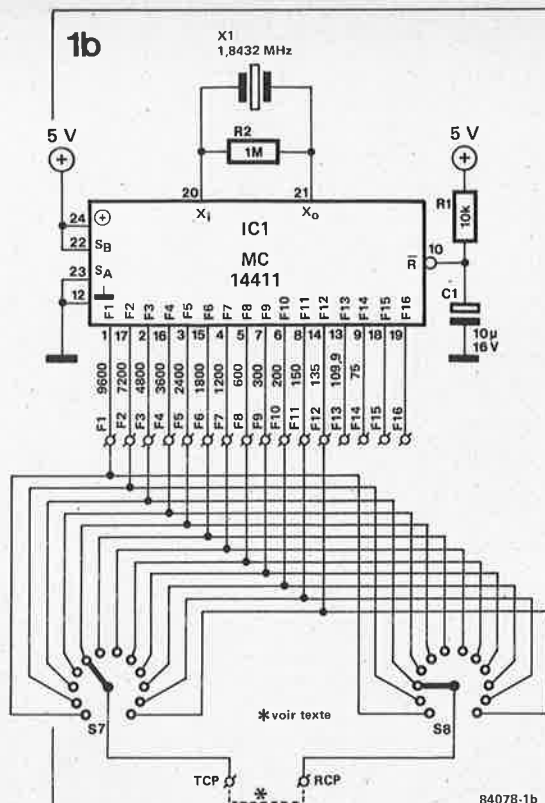 1b
X1
1,8432 MHz
5 V
R2
1M
5 V
20
21
Xi
Xo
R1
10k
24
22
SB
IC1
MC
14411
R
10
23
SA
12
C1
10µ
16V
F1 F2 F3 F4 F5 F6 F7 F8 F9 F10 F11 F12 F13 F14 F15 F16
1 17 2 16 3 15 4 5 7 6 8 14 13 9 18 19
9600 7200 4800 3600 2400 1800 1200 600 300 200 150 135 109,9 75
F1 F2 F3 F4 F5 F6 F7 F8 F9 F10 F11 F12 F13 F14 F15 F16
S7
* voir texte
S8
TCP
*
RCP
84078-1b